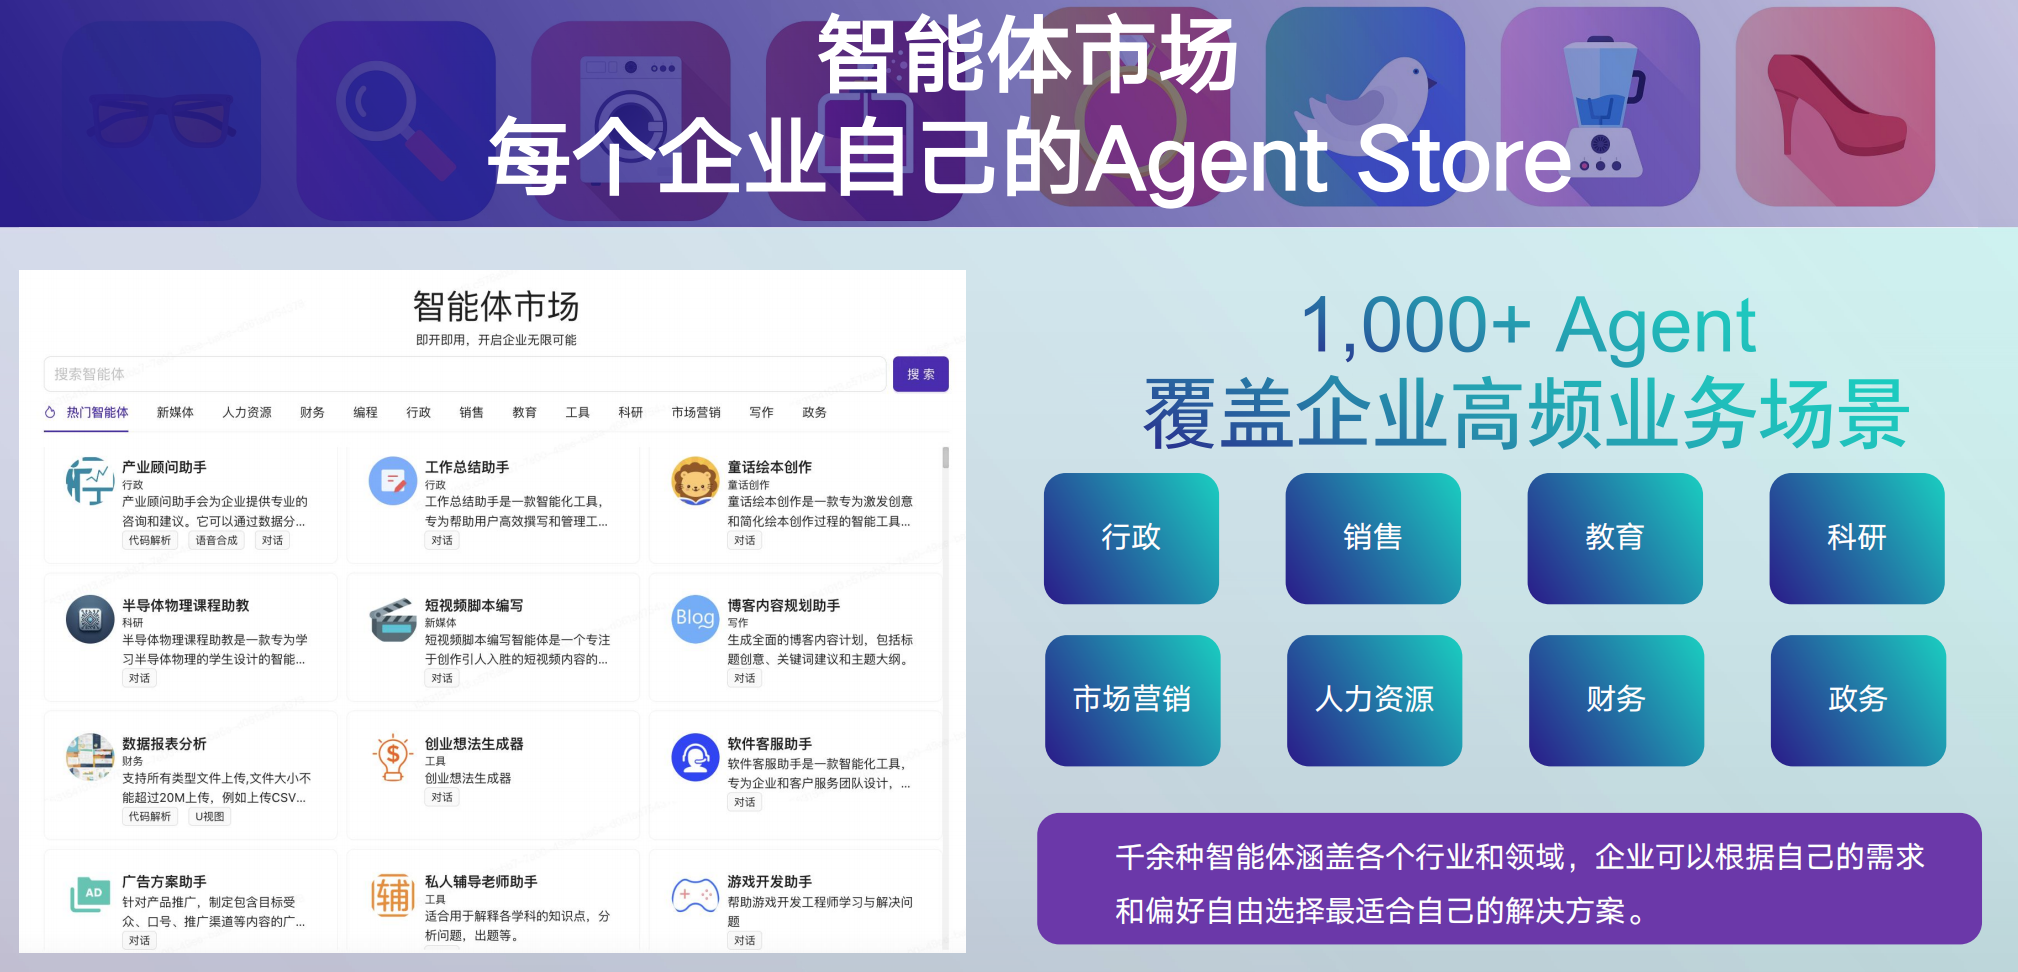 智能体市场
每个企业自己的Agent Store
智能体市场
即开即用，开启企业无限可能
搜索智能体
搜 索
热门智能体 新媒体 人力资源 财务 编程 行政 销售 教育 工具 科研 市场营销 写作 政务
产业顾问助手
行政
产业顾问助手会为企业提供专业的
咨询和建议。它可以通过数据分...
代码解析 语音合成 对话
工作总结助手
行政
工作总结助手是一款智能化工具，
专为帮助用户高效撰写和管理工...
对话
童话绘本创作
童话创作
童话绘本创作是一款专为激发创意
和简化绘本创作过程的智能工具...
对话
半导体物理课程助教
科研
半导体物理课程助教是一款专为学
习半导体物理的学生设计的智能...
对话
短视频脚本编写
新媒体
短视频脚本编写智能体是一个专注
于创作引人入胜的短视频内容的...
对话
Blog
博客内容规划助手
写作
生成全面的博客内容计划，包括标
题创意、关键词建议和主题大纲。
对话
数据报表分析
财务
支持所有类型文件上传,文件大小不
能超过20M上传，例如上传CSV...
代码解析 U视图
创业想法生成器
工具
创业想法生成器
对话
软件客服助手
软件客服助手是一款智能化工具，
专为企业和客户服务团队设计，...
对话
AD
广告方案助手
针对产品推广，制定包含目标受
众、口号、推广渠道等内容的广...
对话
辅
私人辅导老师助手
工具
适合用于解释各学科的知识点，分
析问题，出题等。
游戏开发助手
帮助游戏开发工程师学习与解决问
题
对话
1,000+ Agent
覆盖企业高频业务场景
行政 销售 教育 科研
市场营销 人力资源 财务 政务
千余种智能体涵盖各个行业和领域，企业可以根据自己的需求
和偏好自由选择最适合自己的解决方案。